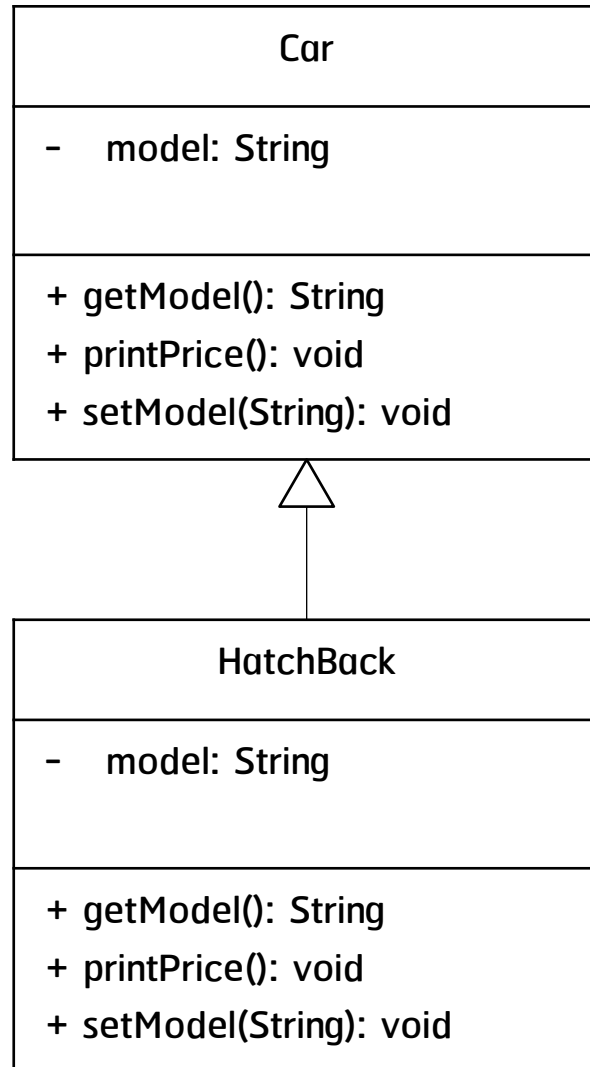 Car
- model: String
+ getModel(): String
+ printPrice(): void
+ setModel(String): void
HatchBack
- model: String
+ getModel(): String
+ printPrice(): void
+ setModel(String): void